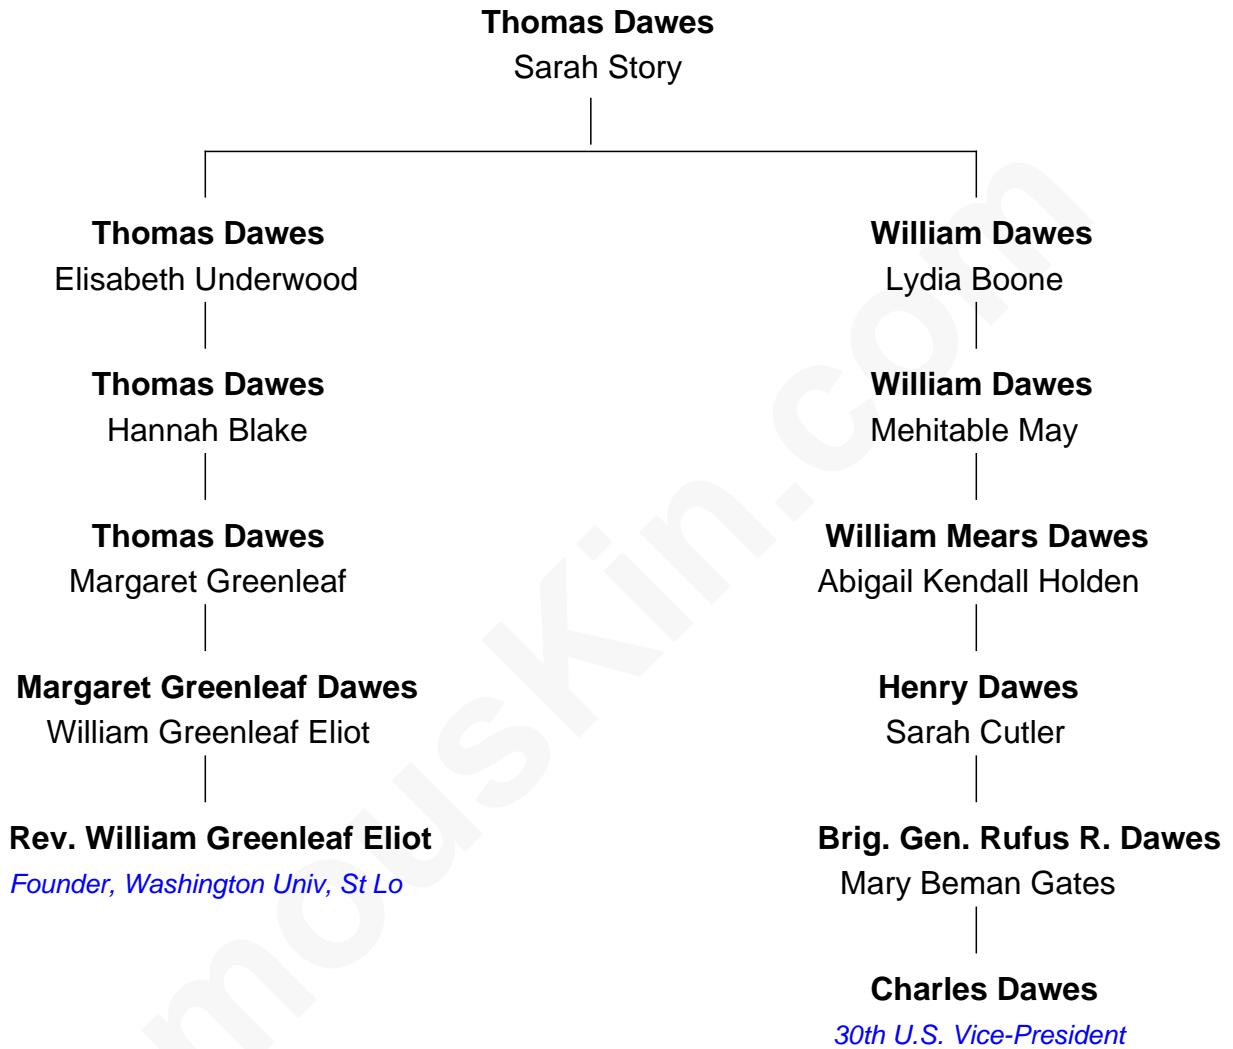 Thomas Dawes
Sarah Story
Thomas Dawes
Elisabeth Underwood
Thomas Dawes
Hannah Blake
Thomas Dawes
Margaret Greenleaf
Margaret Greenleaf Dawes
William Greenleaf Eliot
Rev. William Greenleaf Eliot
Founder, Washington Univ, St Lo
William Dawes
Lydia Boone
William Dawes
Mehitable May
William Mears Dawes
Abigail Kendall Holden
Henry Dawes
Sarah Cutler
Brig. Gen. Rufus R. Dawes
Mary Beman Gates
Charles Dawes
30th U.S. Vice-President
mousKin.com